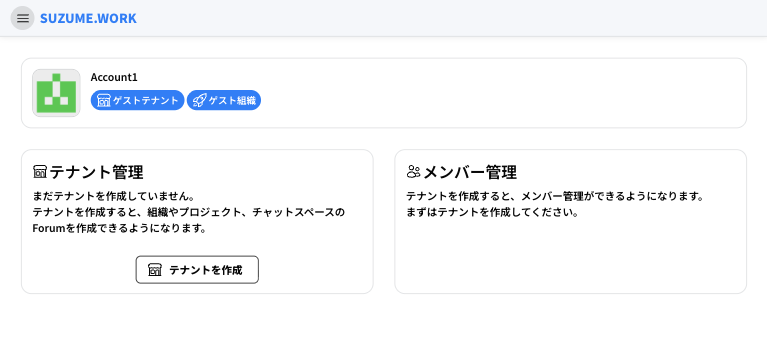 SUZUME.WORK
Account1
ゲストテナント ゲスト組織
テナント管理
まだテナントを作成していません。
テナントを作成すると、組織やプロジェクト、チャットスペースの
Forumを作成できるようになります。
テナントを作成
メンバー管理
テナントを作成すると、メンバー管理ができるようになります。
まずはテナントを作成してください。